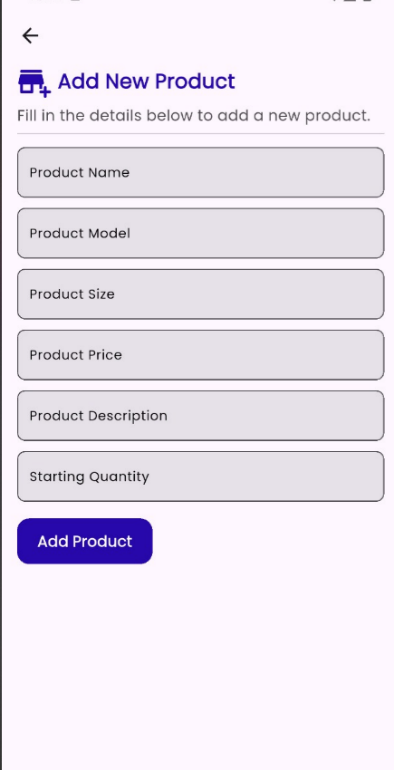 Add New Product
Fill in the details below to add a new product.
Product Name
Product Model
Product Size
Product Price
Product Description
Starting Quantity
Add Product